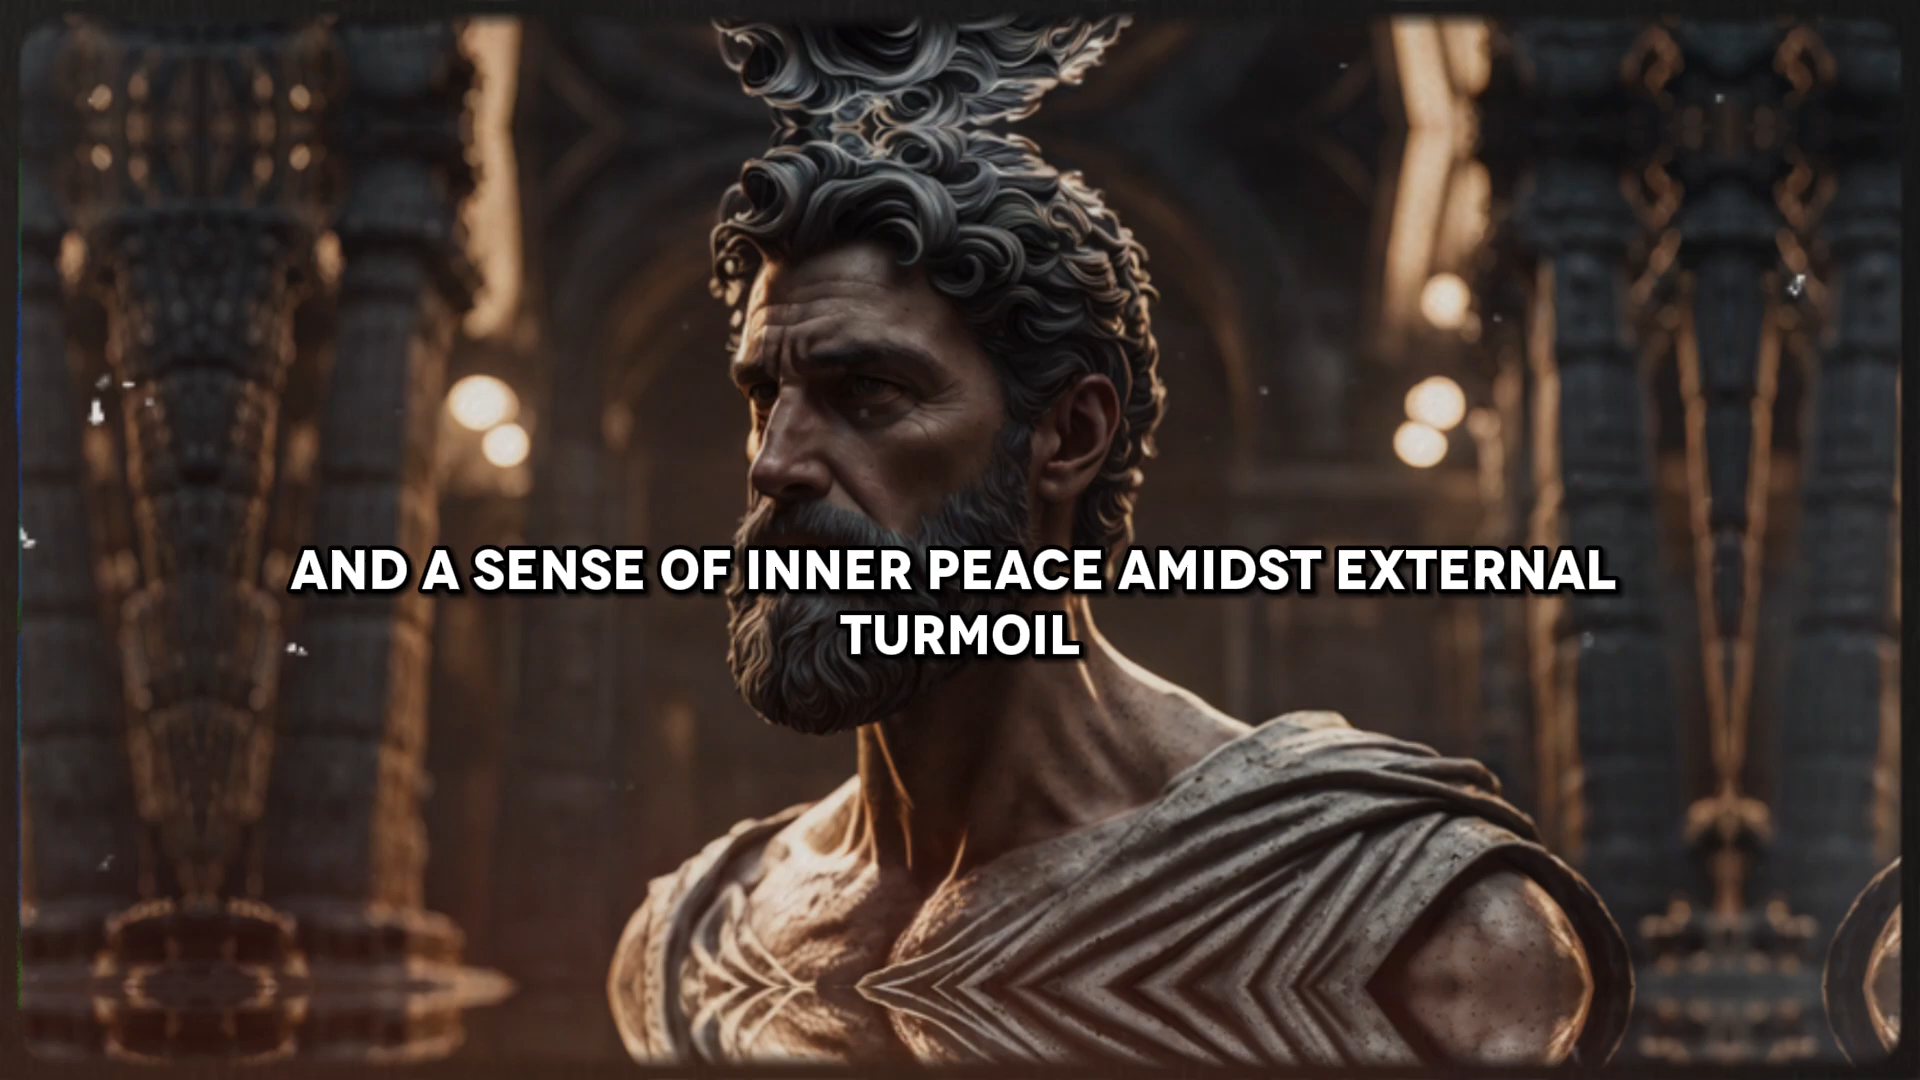 AND A SENSE OF INNER PEACE AMIDST EXTERNAL
TURMOIL